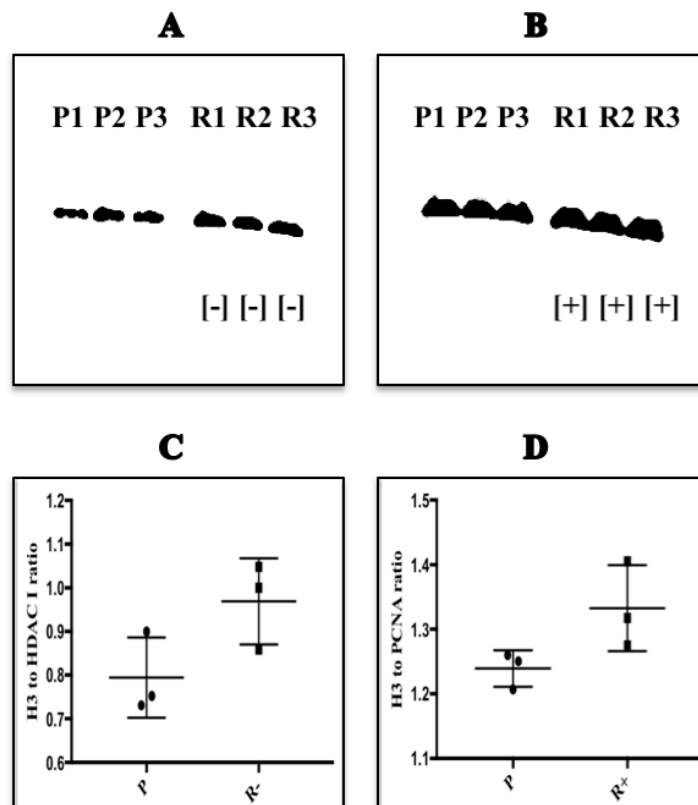 A
P1 P2 P3 R1 R2 R3
[-] [-] [-]
B
P1 P2 P3 R1 R2 R3
[+] [+] [+]
C
H3 to HDAC I ratio
1.2
1.1
1.0
0.9
0.8
0.7
0.6
P
R-
D
H3 to PCNA ratio
1.5
1.4
1.3
1.2
1.1
P
R+